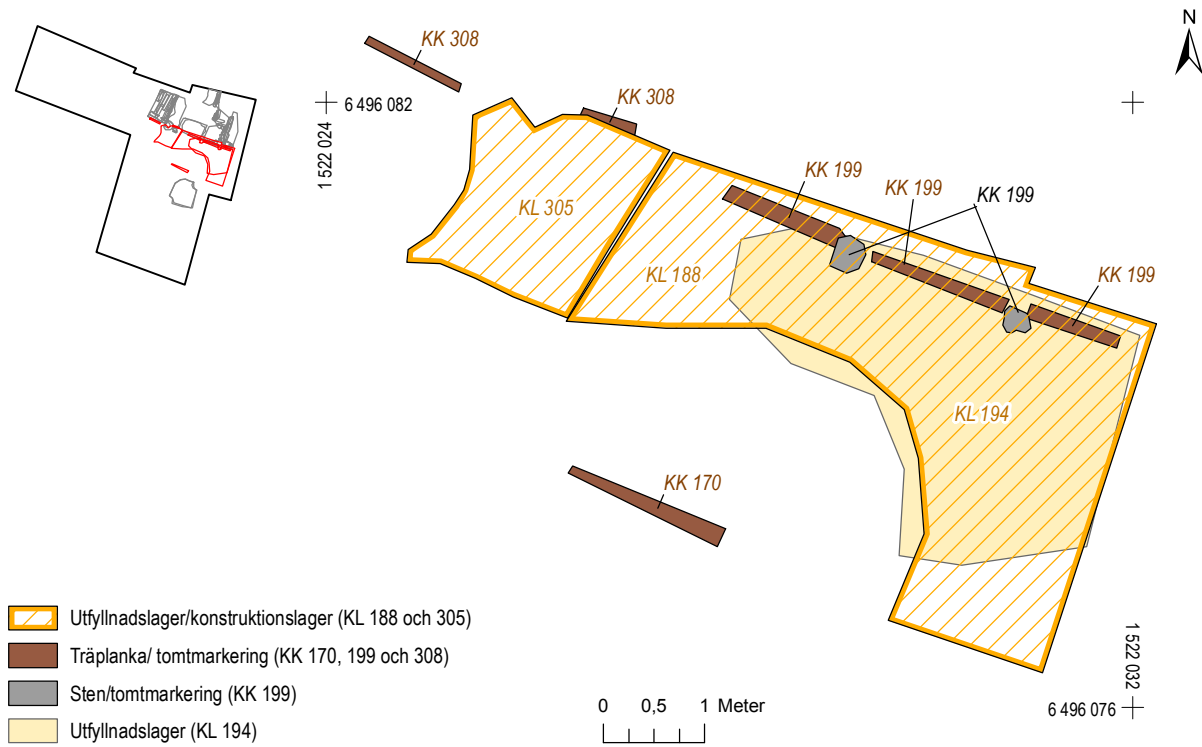 N
KK 308
6 496 082
KK 308
1 522 024
KK 199
KK 199
KK 199
KL 305
KL 188
KK 199
KL 194
KK 170
Utfyllnadslager/konstruktionslager (KL 188 och 305)
Träplanka/ tomtmarkering (KK 170, 199 och 308)
Sten/tomtmarkering (KK 199)
Utfyllnadslager (KL 194)
0 0,5 1 Meter
1 522 032
6 496 076